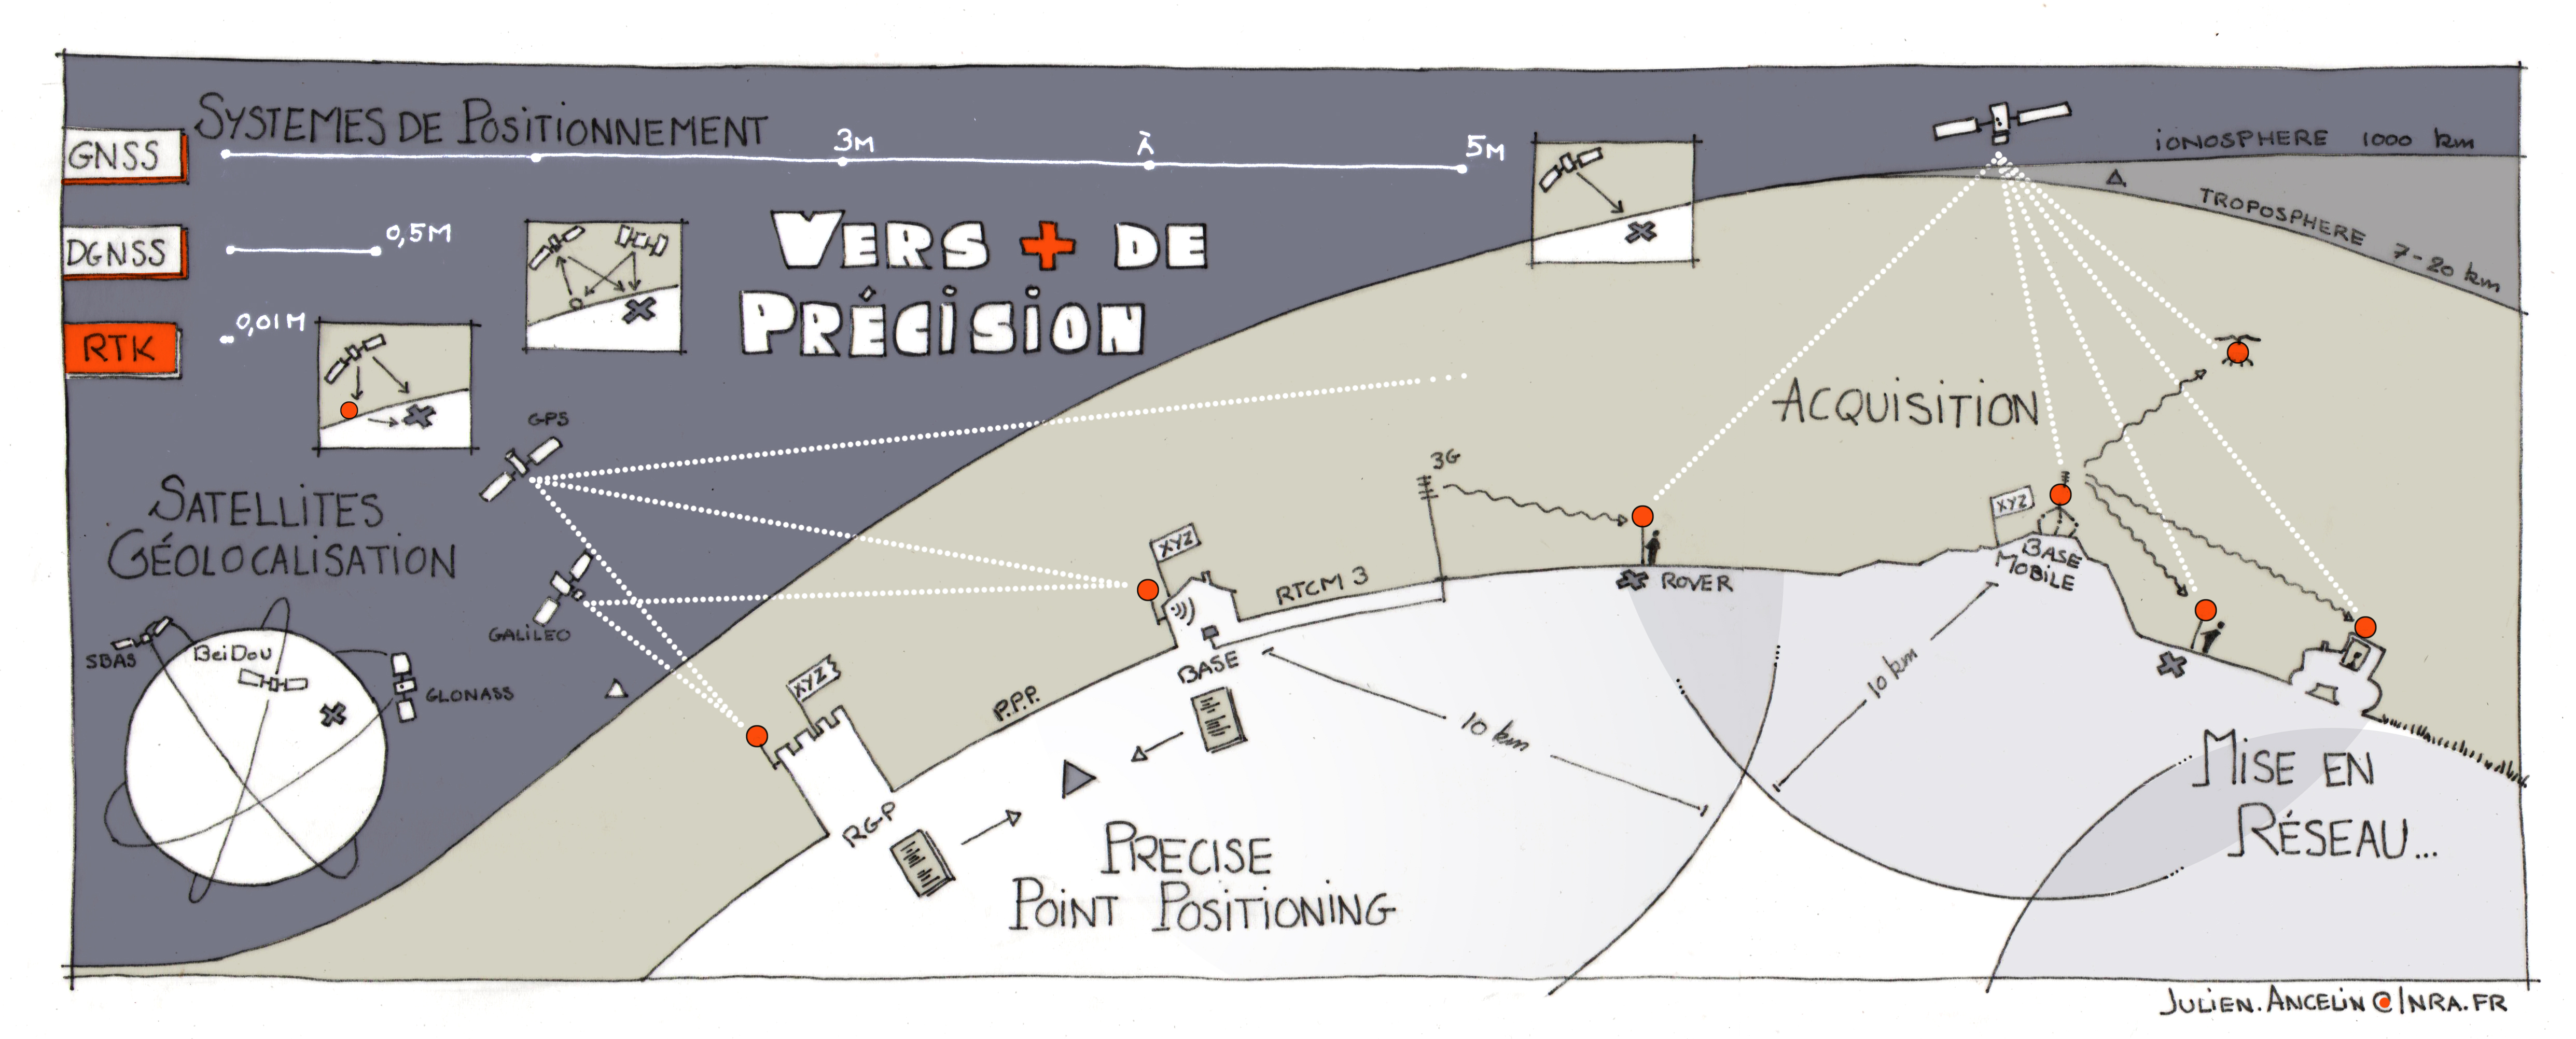 SYSTEMES DE POSITIONNEMENT
GNSS
3M
À
5M
DGNSS
0,5M
RTK
0,01M
VERS + DE
PRÉCISION
IONOSPHERE 1000 km
TROPOSPHERE 7-20 km
ACQUISITION
GPS
SATELLITES
GÉOLOCALISATION
GALILEO
SBAS
BeiDou
GLONASS
XYZ
RGP
P.P.P.
XYZ
BASE
RTCM 3
3G
ROVER
XYZ
BASE
MOBILE
10 km
10 km
PRECISE
POINT POSITIONING
MISE EN
RÉSEAU...
JULIEN.ANCELIN@INRA.FR